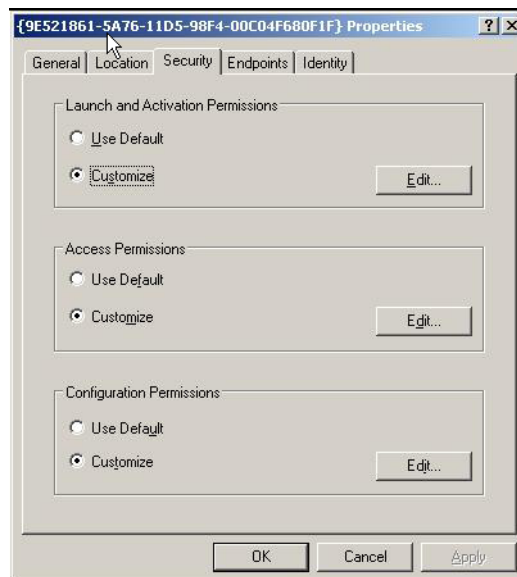 {9E521861-5A76-11D5-98F4-00C04F680F1F} Properties
General Location Security Endpoints Identity
Launch and Activation Permissions
Use Default
Customize
Edit...
Access Permissions
Use Default
Customize
Edit...
Configuration Permissions
Use Default
Customize
Edit...
OK Cancel Apply